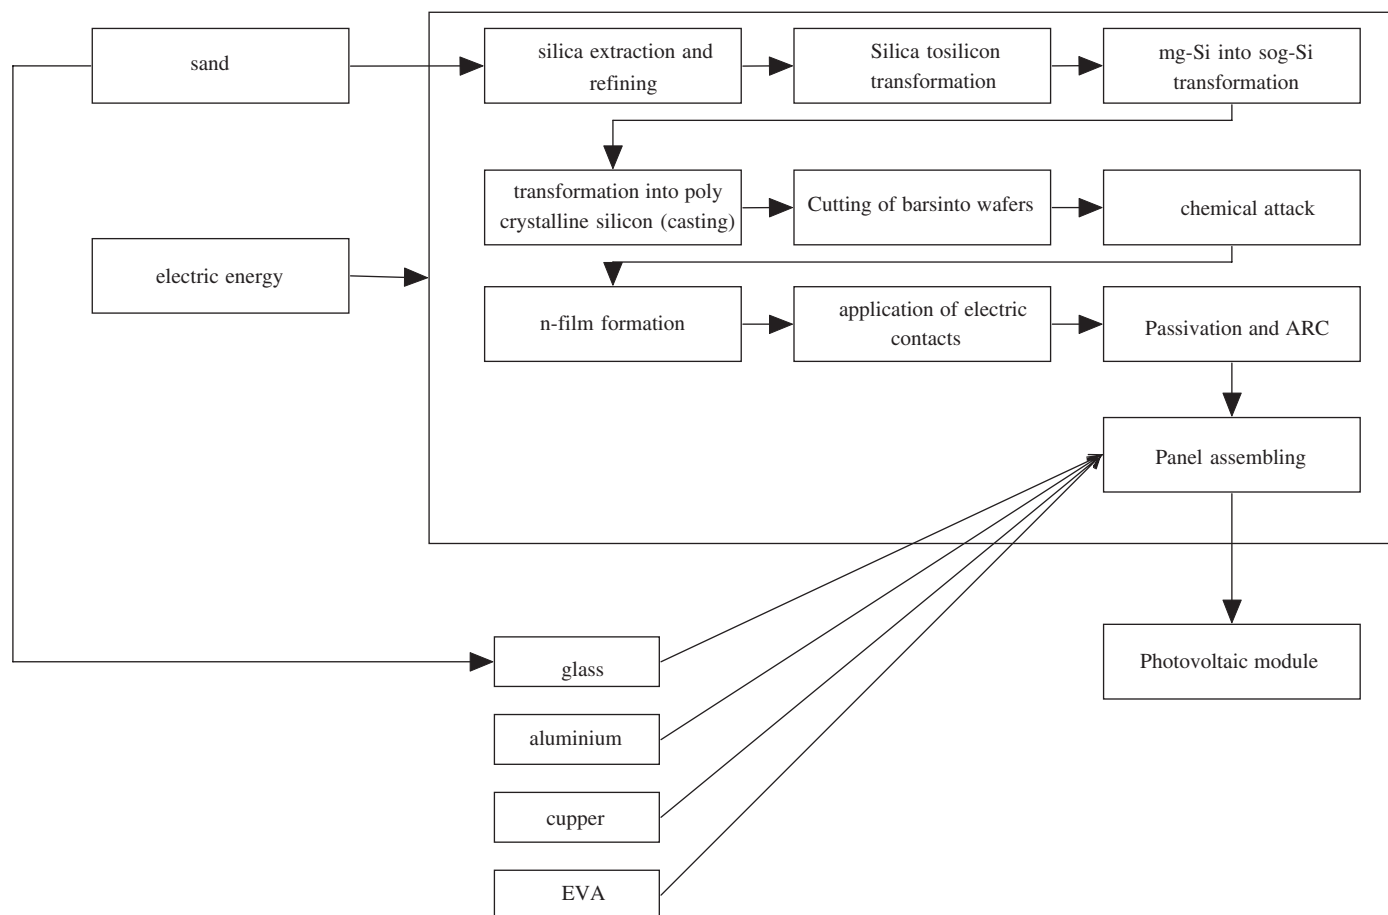 sand
silica extraction and
refining
Silica tosilicon
transformation
mg-Si into sog-Si
transformation
transformation into poly
crystalline silicon (casting)
Cutting of barsinto wafers
chemical attack
electric energy
n-film formation
application of electric
contacts
Passivation and ARC
Panel assembling
glass
Photovoltaic module
aluminium
cupper
EVA